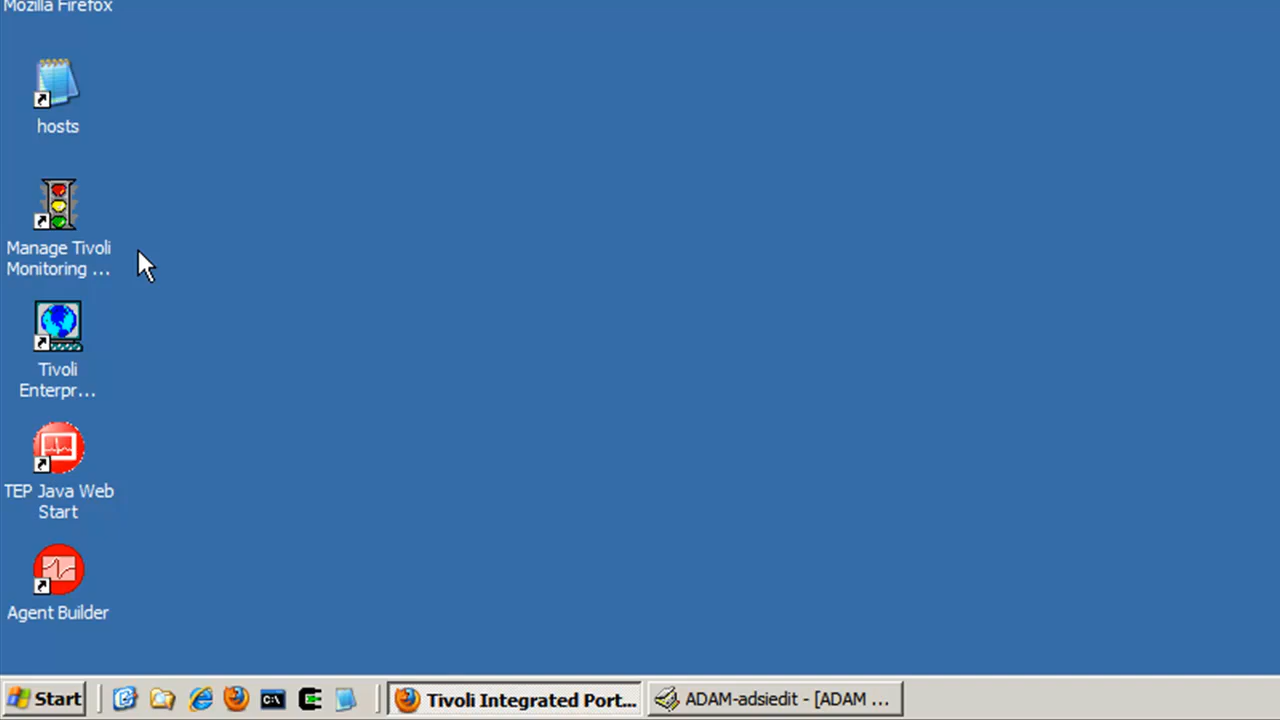 Mozilla Firefox
hosts
Manage Tivoli
Monitoring ...
Tivoli
Enterpr...
TEP Java Web
Start
Agent Builder
Start
C:\
Tivoli Integrated Port...
ADAM-adsiedit - [ADAM ...